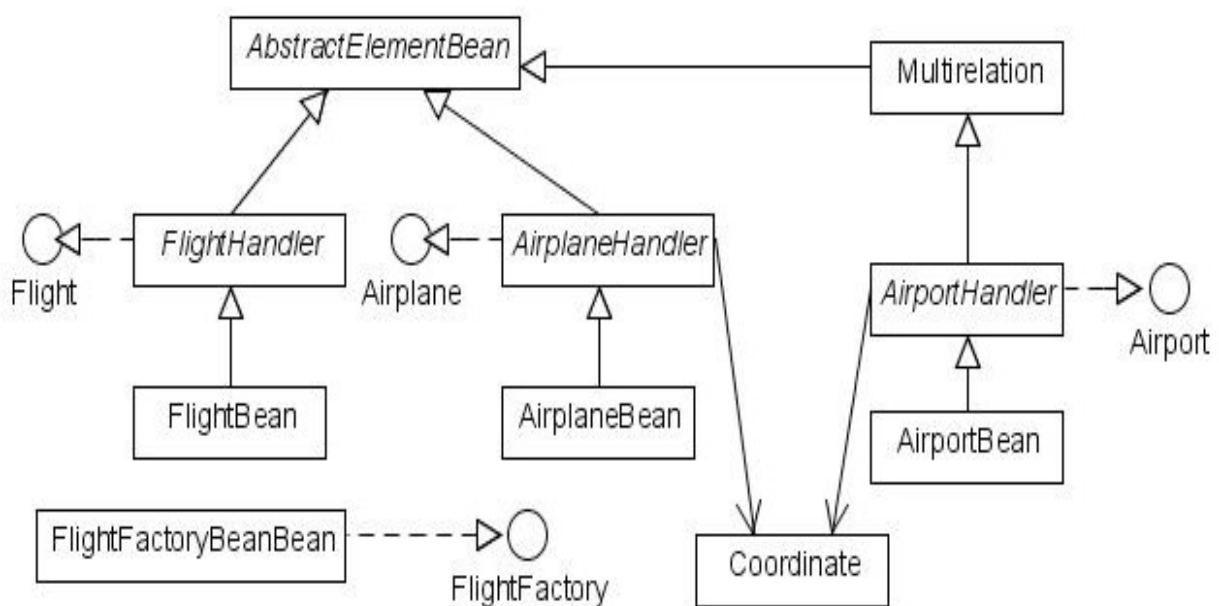 AbstractElementBean
Multirelation
FlightHandler
AirplaneHandler
AirportHandler
Flight
Airplane
Airport
FlightBean
AirplaneBean
AirportBean
FlightFactoryBeanBean
FlightFactory
Coordinate